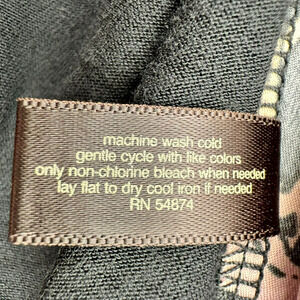 machine wash cold
gentle cycle with like colors
only non-chlorine bleach when needed
lay flat to dry cool iron if needed
RN 54874